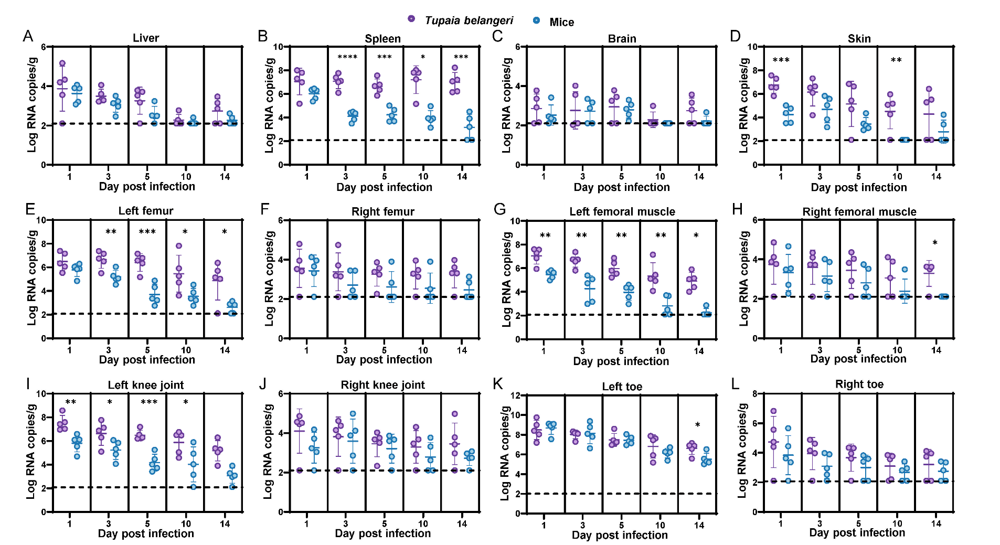 Tupaia belangeri Mice
A Liver
Log RNA copies/g
6
4
2
0
1 3 5 10 14
Day post infection
B Spleen
Log RNA copies/g
10
8
6
4
2
0
**** *** * ***
1 3 5 10 14
Day post infection
C Brain
Log RNA copies/g
6
4
2
0
1 3 5 10 14
Day post infection
D Skin
Log RNA copies/g
10
8
6
4
2
0
*** **
1 3 5 10 14
Day post infection
E Left femur
Log RNA copies/g
10
8
6
4
2
0
** *** * *
1 3 5 10 14
Day post infection
F Right femur
Log RNA copies/g
6
4
2
0
1 3 5 10 14
Day post infection
G Left femoral muscle
Log RNA copies/g
10
8
6
4
2
0
** ** ** ** *
1 3 5 10 14
Day post infection
H Right femoral muscle
Log RNA copies/g
6
4
2
0
*
1 3 5 10 14
Day post infection
I Left knee joint
Log RNA copies/g
10
8
6
4
2
0
** * *** *
1 3 5 10 14
Day post infection
J Right knee joint
Log RNA copies/g
6
4
2
0
1 3 5 10 14
Day post infection
K Left toe
Log RNA copies/g
12
10
8
6
4
2
0
*
1 3 5 10 14
Day post infection
L Right toe
Log RNA copies/g
8
6
4
2
0
1 3 5 10 14
Day post infection